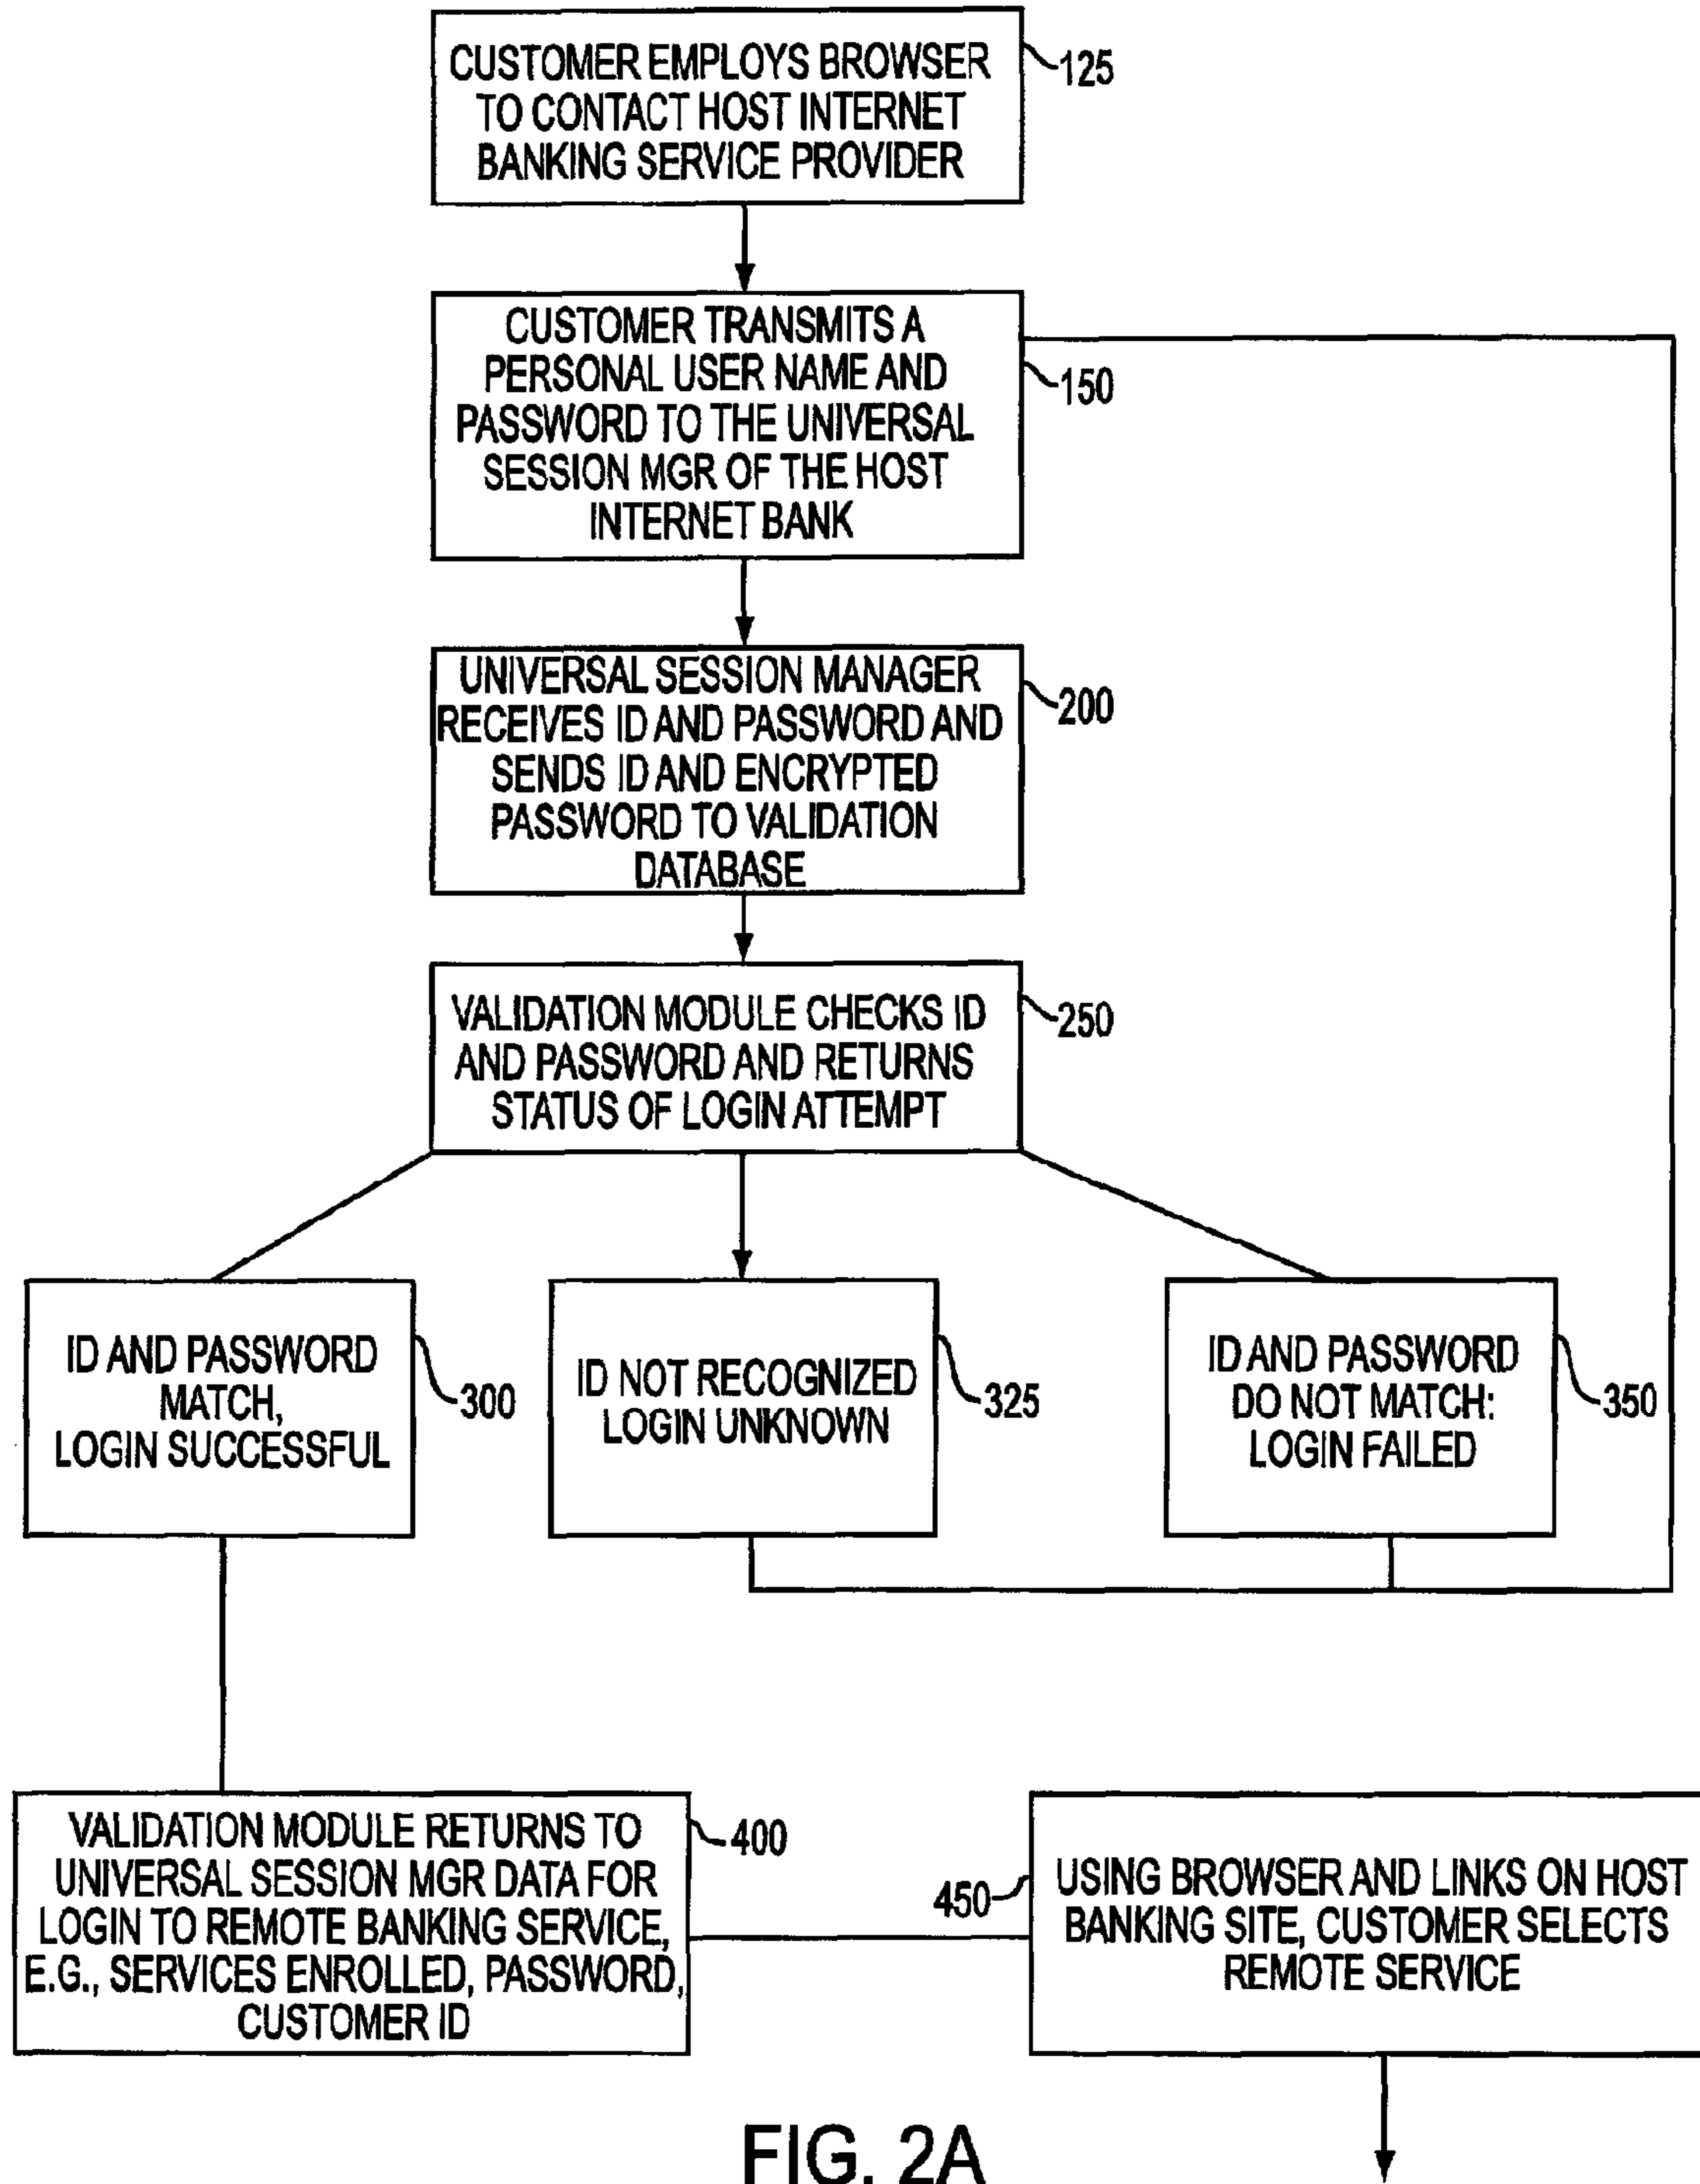 CUSTOMER EMPLOYS BROWSER
TO CONTACT HOST INTERNET
BANKING SERVICE PROVIDER
125
CUSTOMER TRANSMITS A
PERSONAL USER NAME AND
PASSWORD TO THE UNIVERSAL
SESSION MGR OF THE HOST
INTERNET BANK
150
UNIVERSAL SESSION MANAGER
RECEIVES ID AND PASSWORD AND
SENDS ID AND ENCRYPTED
PASSWORD TO VALIDATION
DATABASE
200
VALIDATION MODULE CHECKS ID
AND PASSWORD AND RETURNS
STATUS OF LOGIN ATTEMPT
250
ID AND PASSWORD
MATCH,
LOGIN SUCCESSFUL
300
ID NOT RECOGNIZED
LOGIN UNKNOWN
325
ID AND PASSWORD
DO NOT MATCH:
LOGIN FAILED
350
VALIDATION MODULE RETURNS TO
UNIVERSAL SESSION MGR DATA FOR
LOGIN TO REMOTE BANKING SERVICE,
E.G., SERVICES ENROLLED, PASSWORD,
CUSTOMER ID
400
450
USING BROWSER AND LINKS ON HOST
BANKING SITE, CUSTOMER SELECTS
REMOTE SERVICE
FIG. 2A